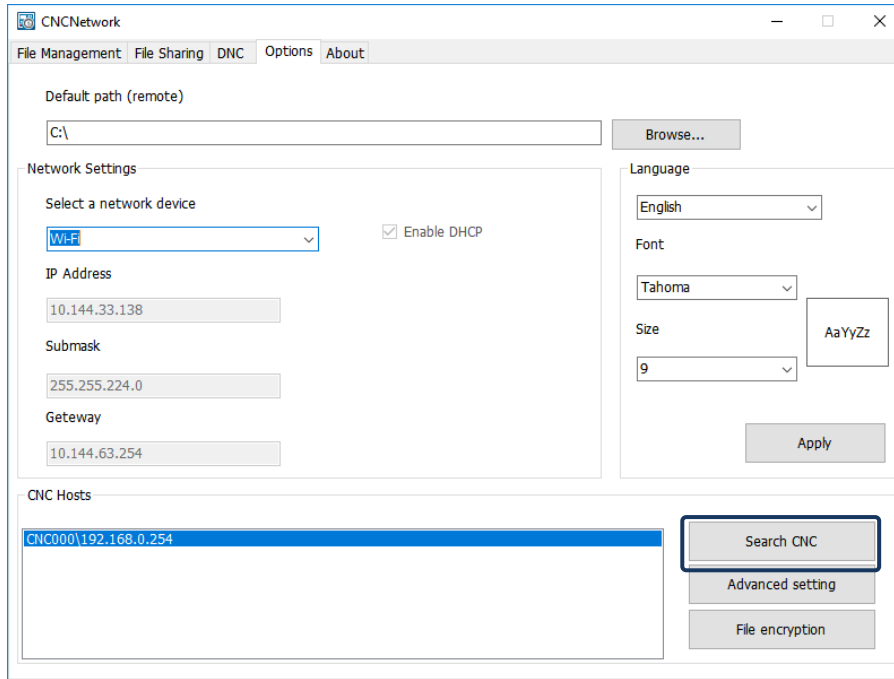 CNCNetwork
File Management File Sharing DNC Options About
Default path (remote)
C:\
Browse...
Network Settings
Select a network device
Wi-Fi
Enable DHCP
IP Address
10.144.33.138
Submask
255.255.224.0
Geteway
10.144.63.254
Language
English
Font
Tahoma
Size
9
AaYyZz
Apply
CNC Hosts
CNC000\192.168.0.254
Search CNC
Advanced setting
File encryption